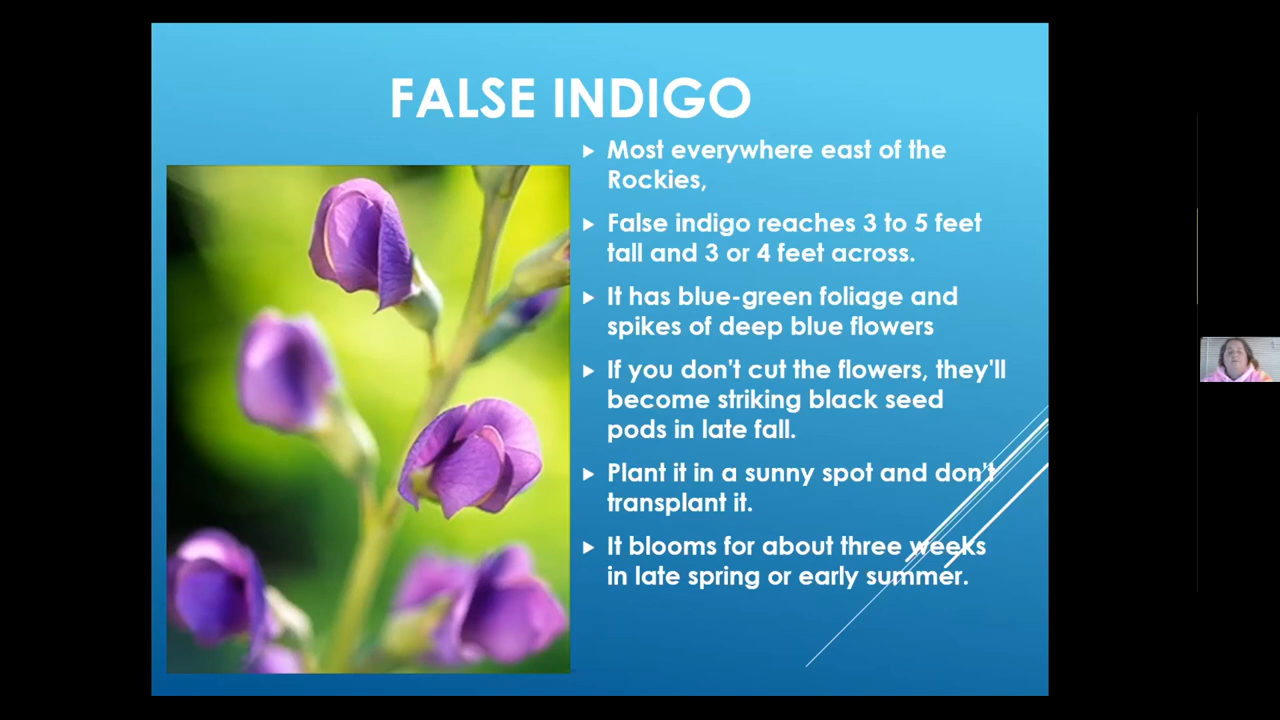 FALSE INDIGO
Most everywhere east of the
Rockies,
False indigo reaches 3 to 5 feet
tall and 3 or 4 feet across.
It has blue-green foliage and
spikes of deep blue flowers
If you don't cut the flowers, they'll
become striking black seed
pods in late fall.
Plant it in a sunny spot and don't
transplant it.
It blooms for about three weeks
in late spring or early summer.